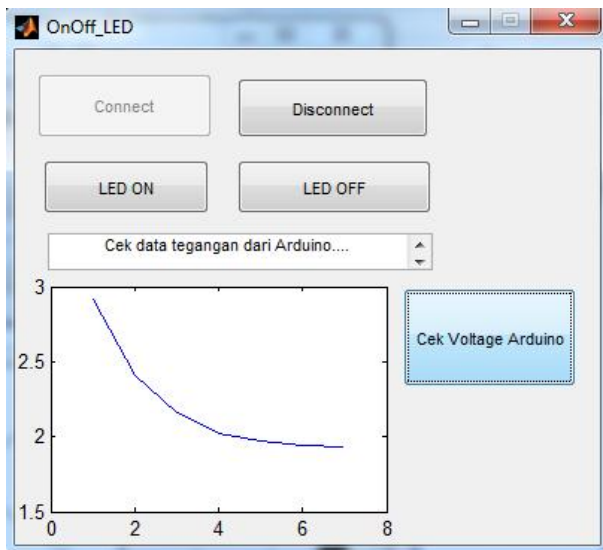 OnOff_LED
Connect
Disconnect
LED ON
LED OFF
Cek data tegangan dari Arduino....
Cek Voltage Arduino
3
2.5
2
1.5
0
2
4
6
8